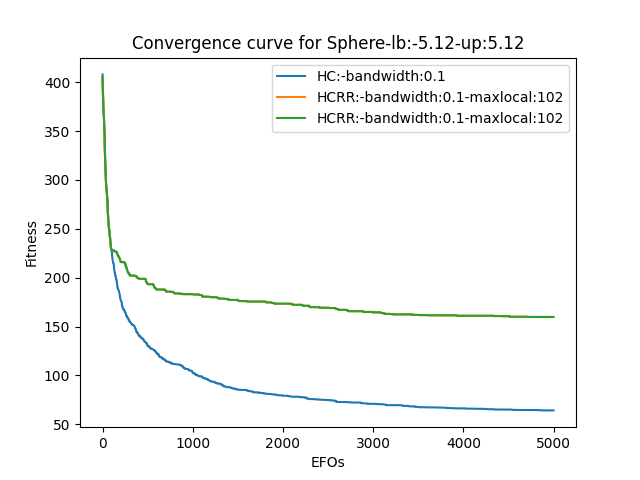 Convergence curve for Sphere-lb:-5.12-up:5.12
HC:-bandwidth:0.1
HCRR:-bandwidth:0.1-maxlocal:102
HCRR:-bandwidth:0.1-maxlocal:102
400
350
300
250
200
150
100
50
Fitness
0
1000
2000
3000
4000
5000
EFOs